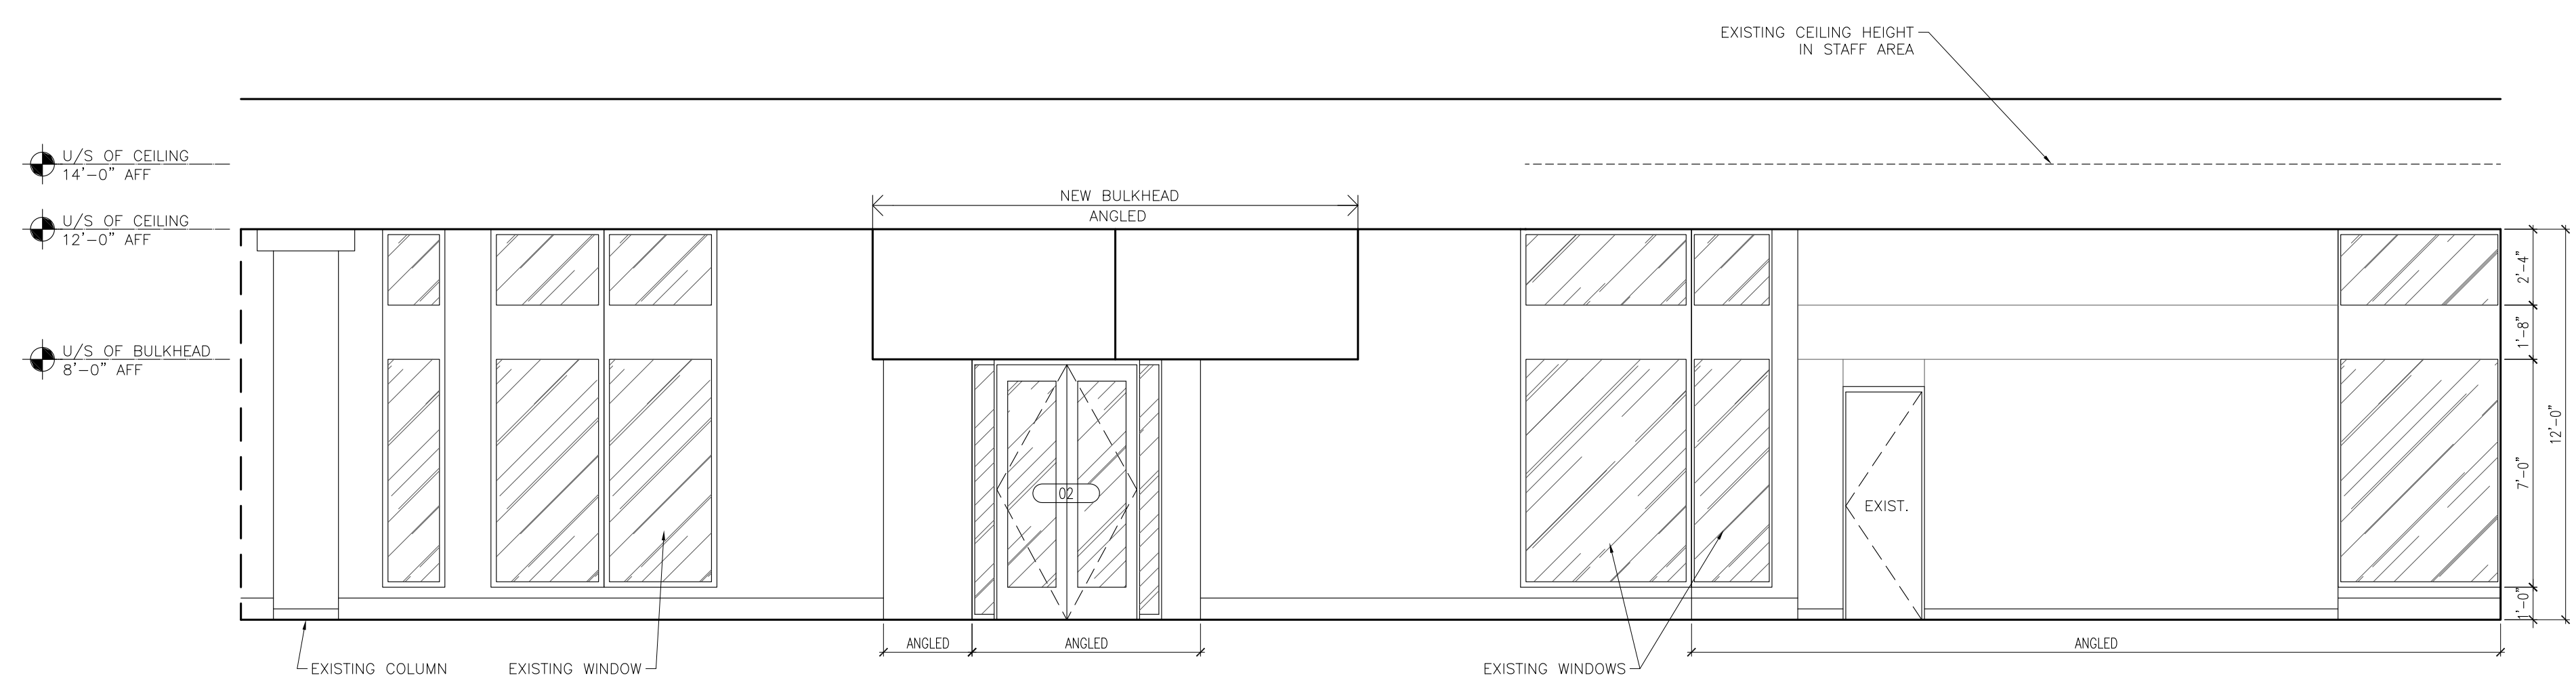 EXISTING CEILING HEIGHT
IN STAFF AREA
U/S OF CEILING
14'-0" AFF
NEW BULKHEAD
ANGLED
U/S OF CEILING
12'-0" AFF
2'-4"
1'-8"
U/S OF BULKHEAD
8'-0" AFF
12'-0"
7'-0"
02
EXIST.
1'-0"
ANGLED
ANGLED
ANGLED
EXISTING COLUMN
EXISTING WINDOW
EXISTING WINDOWS